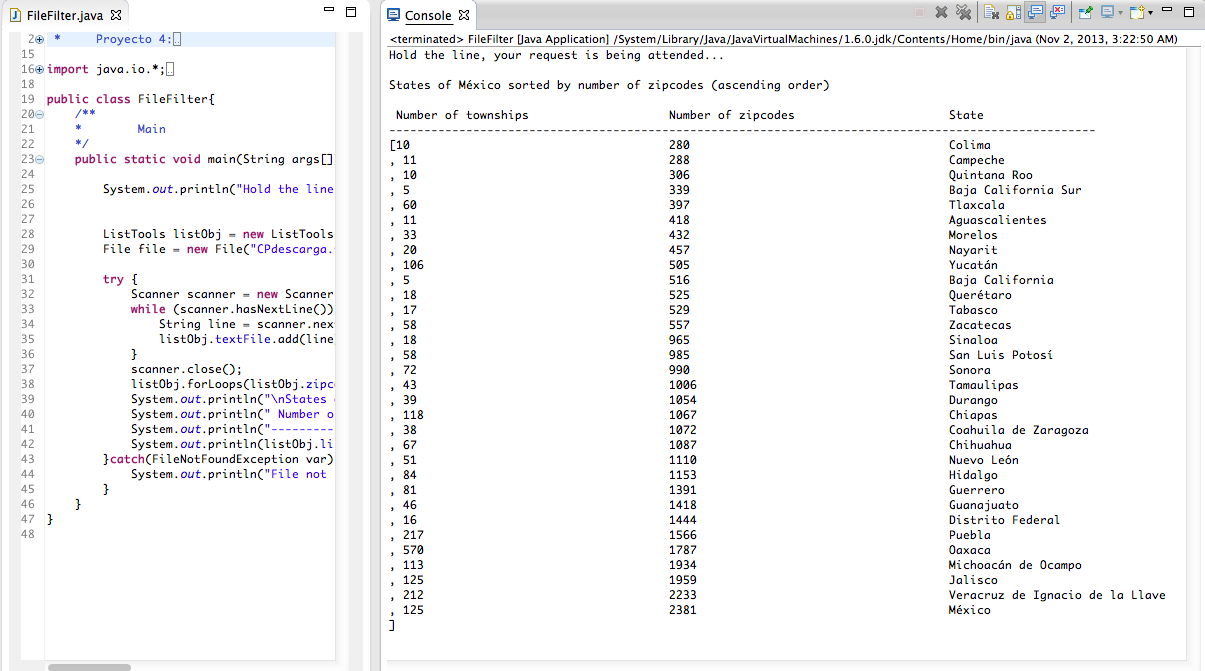 FileFilter.java
2 *     Proyecto 4:
15
16 import java.io.*;
18
19 public class FileFilter{
20     /**
21     *        Main
22     */
23     public static void main(String args[]
24
25         System.out.println("Hold the line
26
27
28         ListTools listObj = new ListTools
29         File file = new File("CPdescarga.
30
31         try {
32             Scanner scanner = new Scanner
33             while (scanner.hasNextLine())
34                 String line = scanner.nex
35                 listObj.textFile.add(line
36             }
37             scanner.close();
38             listObj.forLoops(listObj.zipc
39             System.out.println("\nStates
40             System.out.println(" Number o
41             System.out.println("---------
42             System.out.println(listObj.li
43         }catch(FileNotFoundException var)
44             System.out.println("File not
45         }
46     }
47 }
48
Console
<terminated> FileFilter [Java Application] /System/Library/Java/JavaVirtualMachines/1.6.0.jdk/Contents/Home/bin/java (Nov 2, 2013, 3:22:50 AM)
Hold the line, your request is being attended...
States of México sorted by number of zipcodes (ascending order)
Number of townships Number of zipcodes State
-----------------------------------------------------------------------------------------------------
[10 280 Colima
, 11 288 Campeche
, 10 306 Quintana Roo
, 5 339 Baja California Sur
, 60 397 Tlaxcala
, 11 418 Aguascalientes
, 33 432 Morelos
, 20 457 Nayarit
, 106 505 Yucatán
, 5 516 Baja California
, 18 525 Querétaro
, 17 529 Tabasco
, 58 557 Zacatecas
, 18 965 Sinaloa
, 58 985 San Luis Potosí
, 72 990 Sonora
, 43 1006 Tamaulipas
, 39 1054 Durango
, 118 1067 Chiapas
, 38 1072 Coahuila de Zaragoza
, 67 1087 Chihuahua
, 51 1110 Nuevo León
, 84 1153 Hidalgo
, 81 1391 Guerrero
, 46 1418 Guanajuato
, 16 1444 Distrito Federal
, 217 1566 Puebla
, 570 1787 Oaxaca
, 113 1934 Michoacán de Ocampo
, 125 1959 Jalisco
, 212 2233 Veracruz de Ignacio de la Llave
, 125 2381 México
]